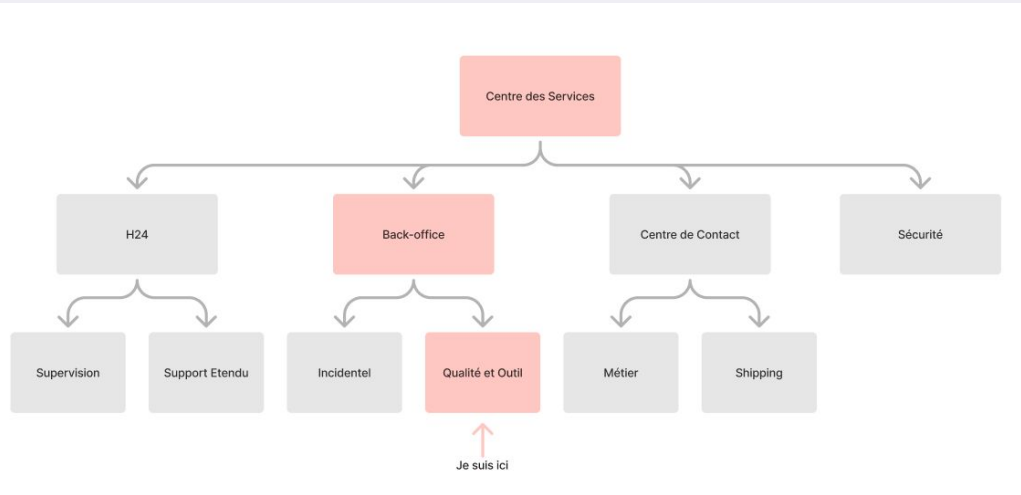 Centre des Services
H24
Back-office
Centre de Contact
Sécurité
Supervision
Support Etendu
Incidentel
Qualité et Outil
Métier
Shipping
Je suis ici